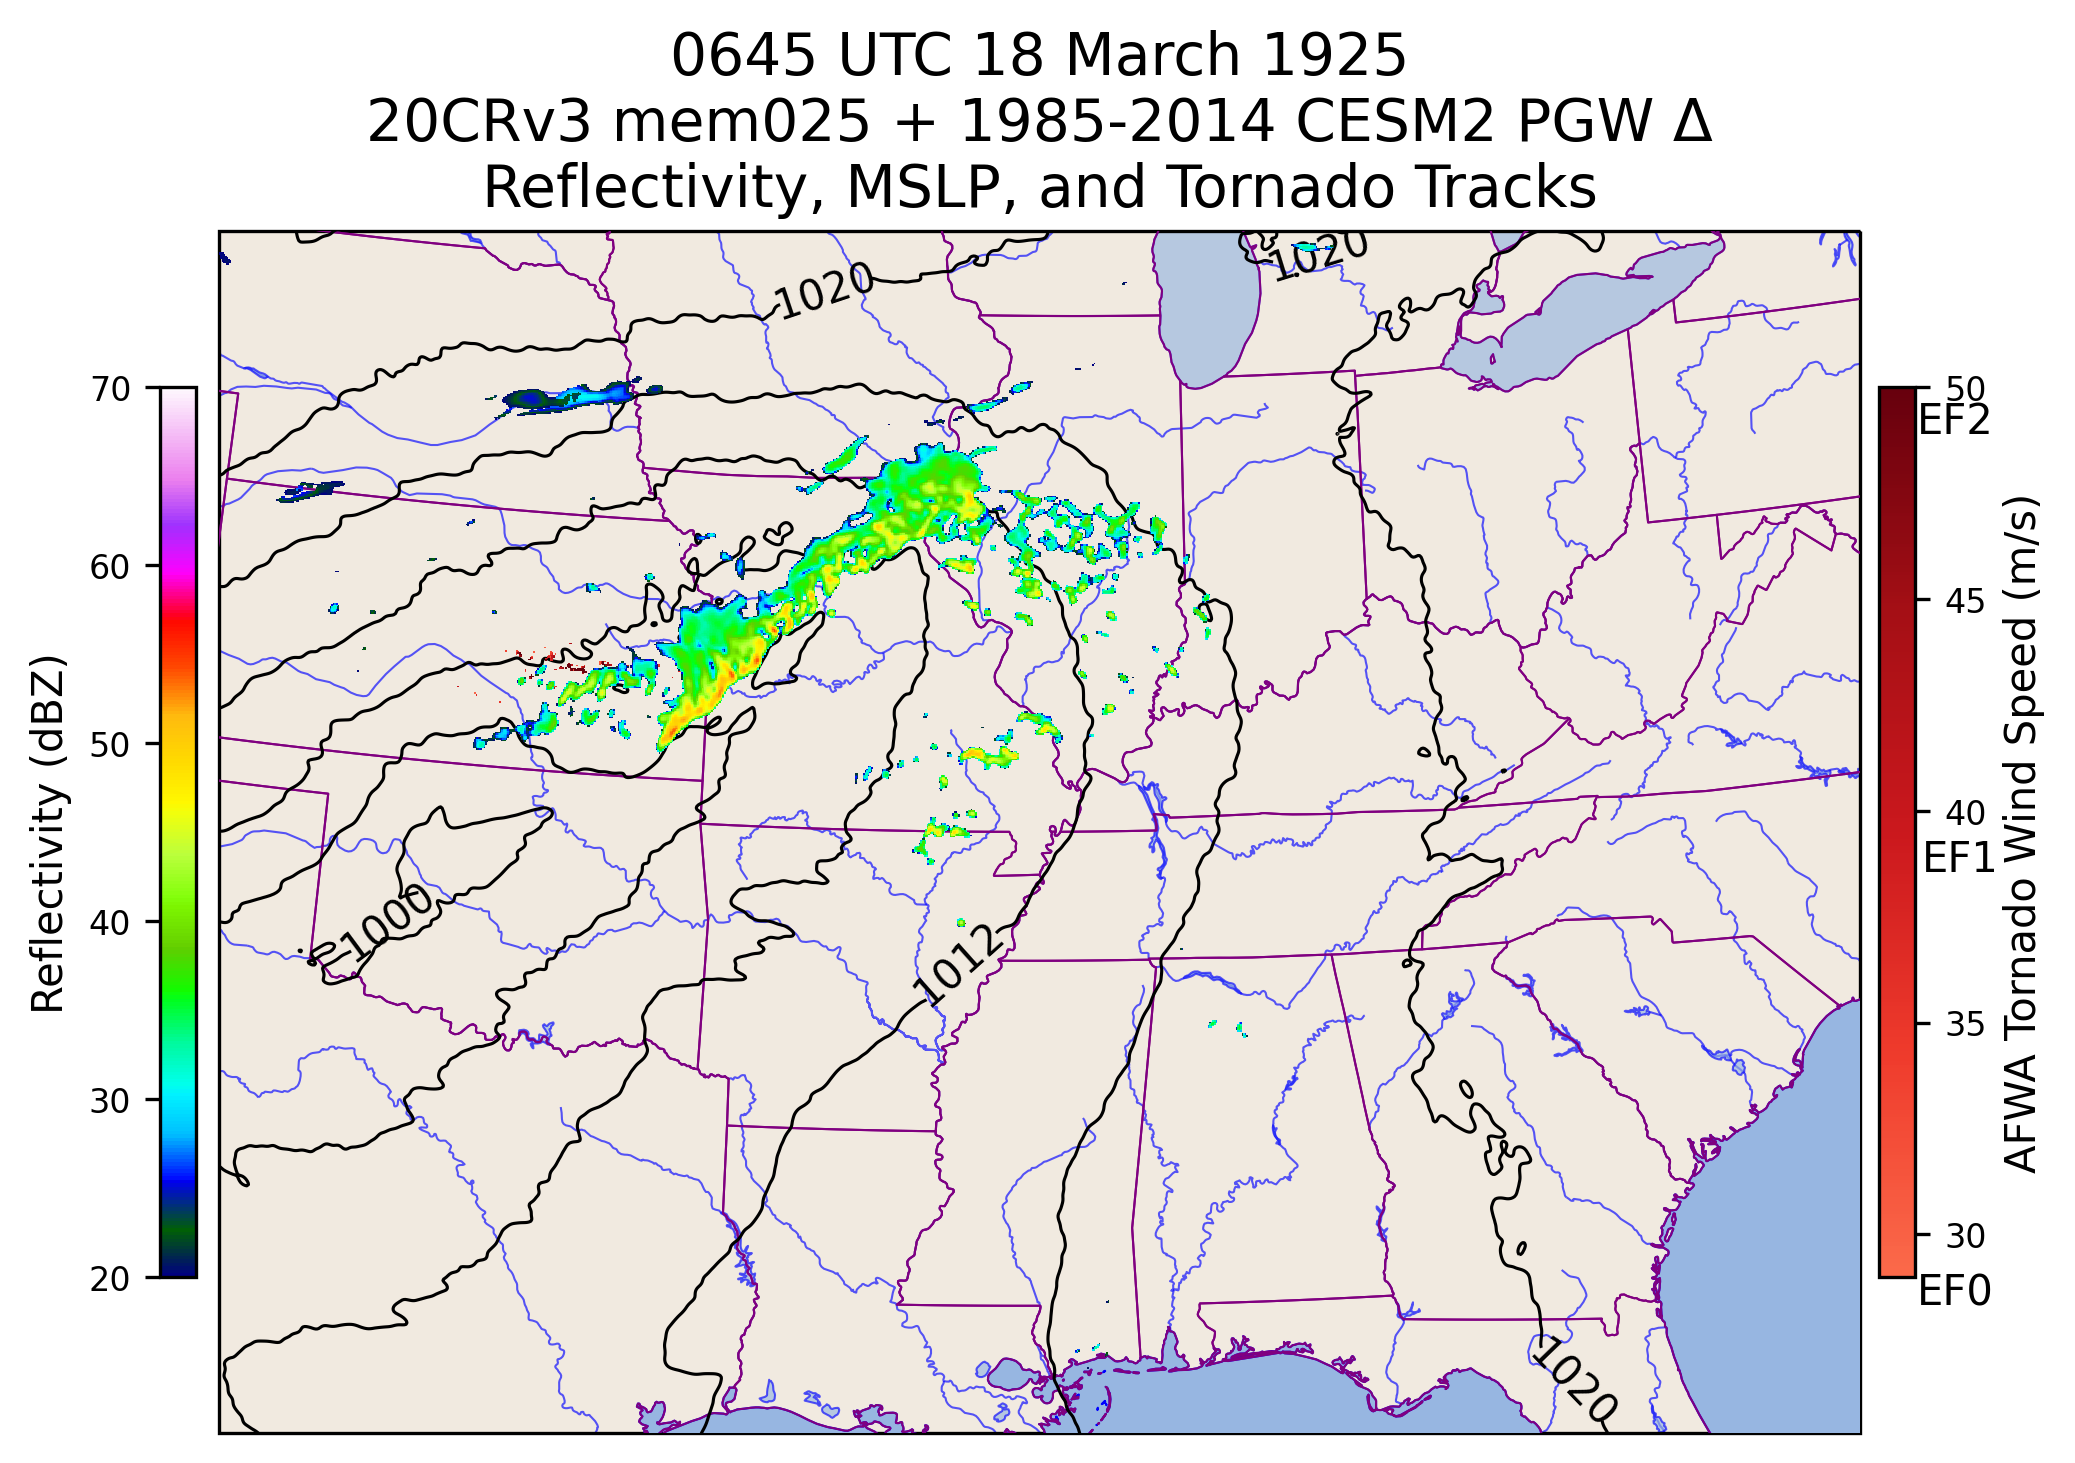 0645 UTC 18 March 1925
20CRv3 mem025 + 1985-2014 CESM2 PGW Δ
Reflectivity, MSLP, and Tornado Tracks
1020
1020
1000
1012
1020
70
60
50
40
30
20
Reflectivity (dBZ)
50
EF2
45
40
EF1
35
30
EF0
AFWA Tornado Wind Speed (m/s)